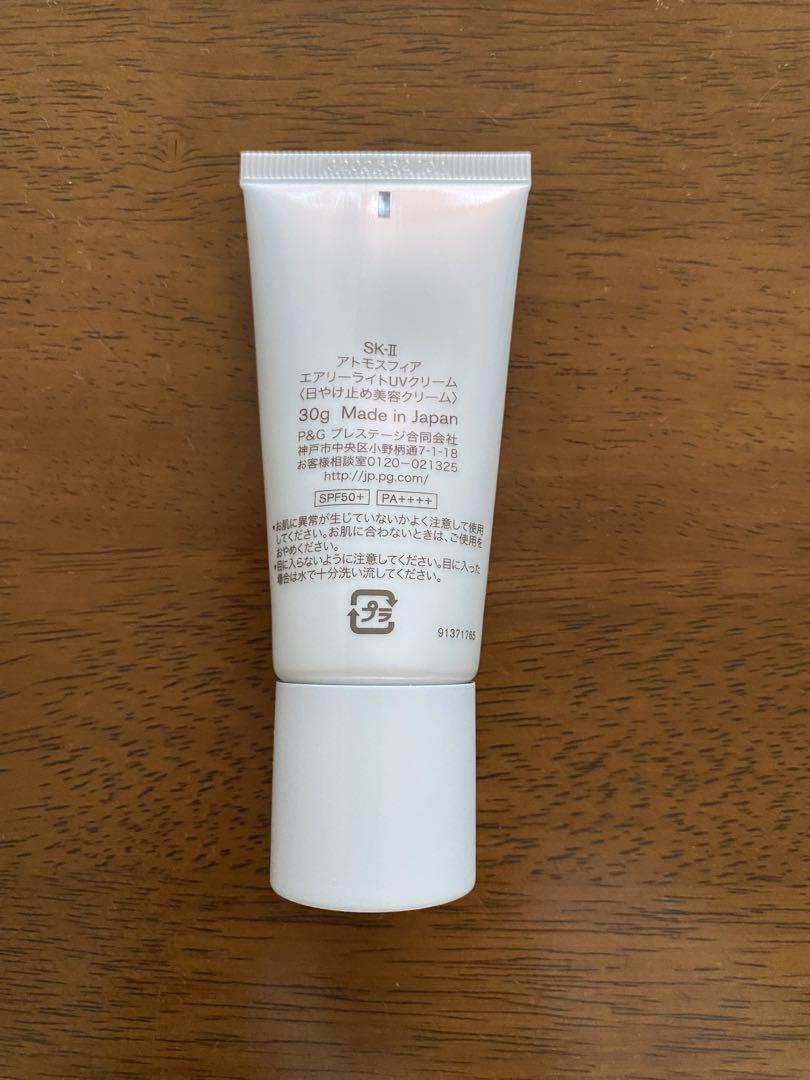 SK-II
アトモスフィア
エアリーライトUVクリーム
〈日やけ止め美容クリーム〉
30g Made in Japan
P&G プレステージ合同会社
神戸市中央区小野柄通7-1-18
お客様相談室0120-021325
http://jp.pg.com/
SPF50+ PA++++
•お肌に異常が生じていないかよく注意して使用
してください。お肌に合わないときは、ご使用を
おやめください。
•目に入らないように注意してください。目に入った
場合は水で十分洗い流してください。
プラ
91371765